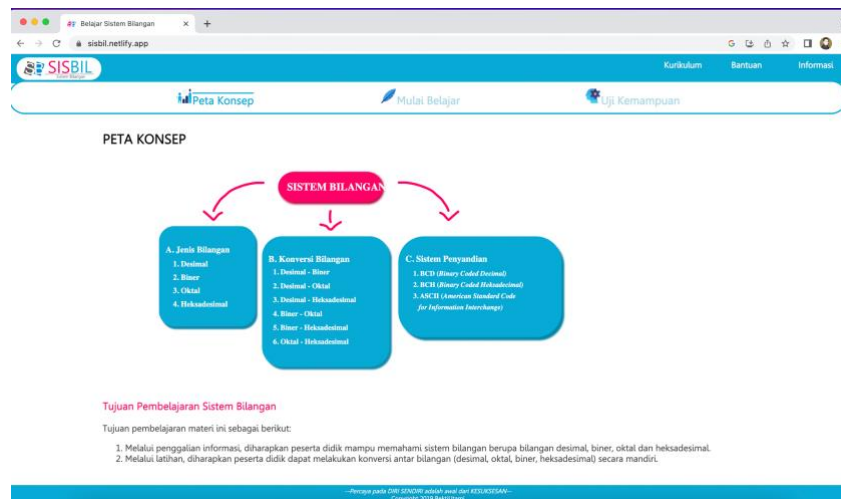 Belajar Sistem Bilangan
sisbil.netlify.app
SISBIL
Kurikulum
Bantuan
Informasi
Peta Konsep
Mulai Belajar
Uji Kemampuan
PETA KONSEP
SISTEM BILANGAN
A. Jenis Bilangan
1. Desimal
2. Biner
3. Oktal
4. Heksadesimal
B. Konversi Bilangan
1. Desimal - Biner
2. Desimal - Oktal
3. Desimal - Heksadesimal
4. Biner - Oktal
5. Biner - Heksadesimal
6. Oktal - Heksadesimal
C. Sistem Penyandian
1. BCD (Binary Coded Decimal)
2. BCH (Binary Coded Heksadecimal)
3. ASCII (American Standard Code
for Information Interchange)
Tujuan Pembelajaran Sistem Bilangan
Tujuan pembelajaran materi ini sebagai berikut:
1. Melalui penggalian informasi, diharapkan peserta didik mampu memahami sistem bilangan berupa bilangan desimal, biner, oktal dan heksadesimal.
2. Melalui latihan, diharapkan peserta didik dapat melakukan konversi antar bilangan (desimal, oktal, biner, heksadesimal) secara mandiri.
--Percaya pada DIRI SENDIRI adalah awal dari KESUKSESAN--
Copyright 2019